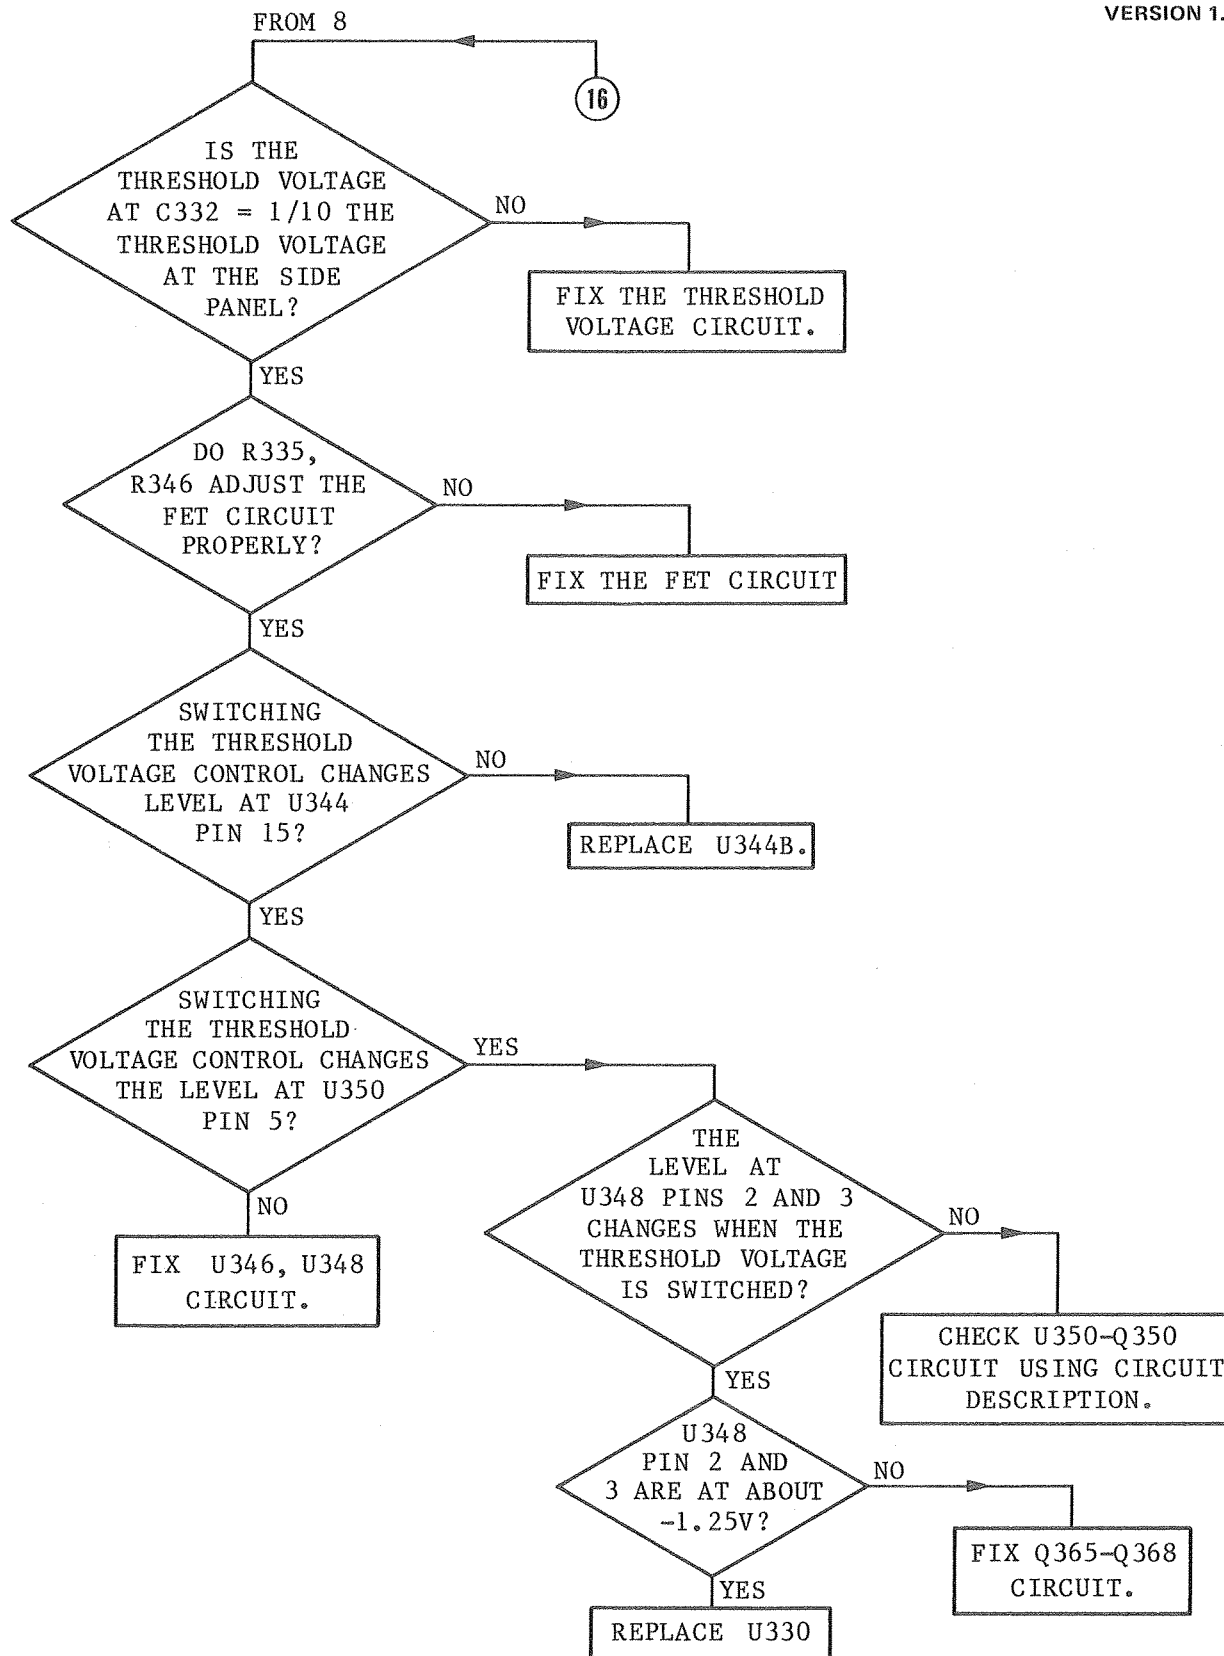 VERSION 1.
FROM 8
16
IS THE
THRESHOLD VOLTAGE
AT C332 = 1/10 THE
THRESHOLD VOLTAGE
AT THE SIDE
PANEL?
NO
FIX THE THRESHOLD
VOLTAGE CIRCUIT.
YES
DO R335,
R346 ADJUST THE
FET CIRCUIT
PROPERLY?
NO
FIX THE FET CIRCUIT
YES
SWITCHING
THE THRESHOLD
VOLTAGE CONTROL CHANGES
LEVEL AT U344
PIN 15?
NO
REPLACE U344B.
YES
SWITCHING
THE THRESHOLD
VOLTAGE CONTROL CHANGES
THE LEVEL AT U350
PIN 5?
YES
NO
FIX U346, U348
CIRCUIT.
THE
LEVEL AT
U348 PINS 2 AND 3
CHANGES WHEN THE
THRESHOLD VOLTAGE
IS SWITCHED?
NO
CHECK U350-Q350
CIRCUIT USING CIRCUIT
DESCRIPTION.
YES
U348
PIN 2 AND
3 ARE AT ABOUT
-1.25V?
NO
FIX Q365-Q368
CIRCUIT.
YES
REPLACE U330